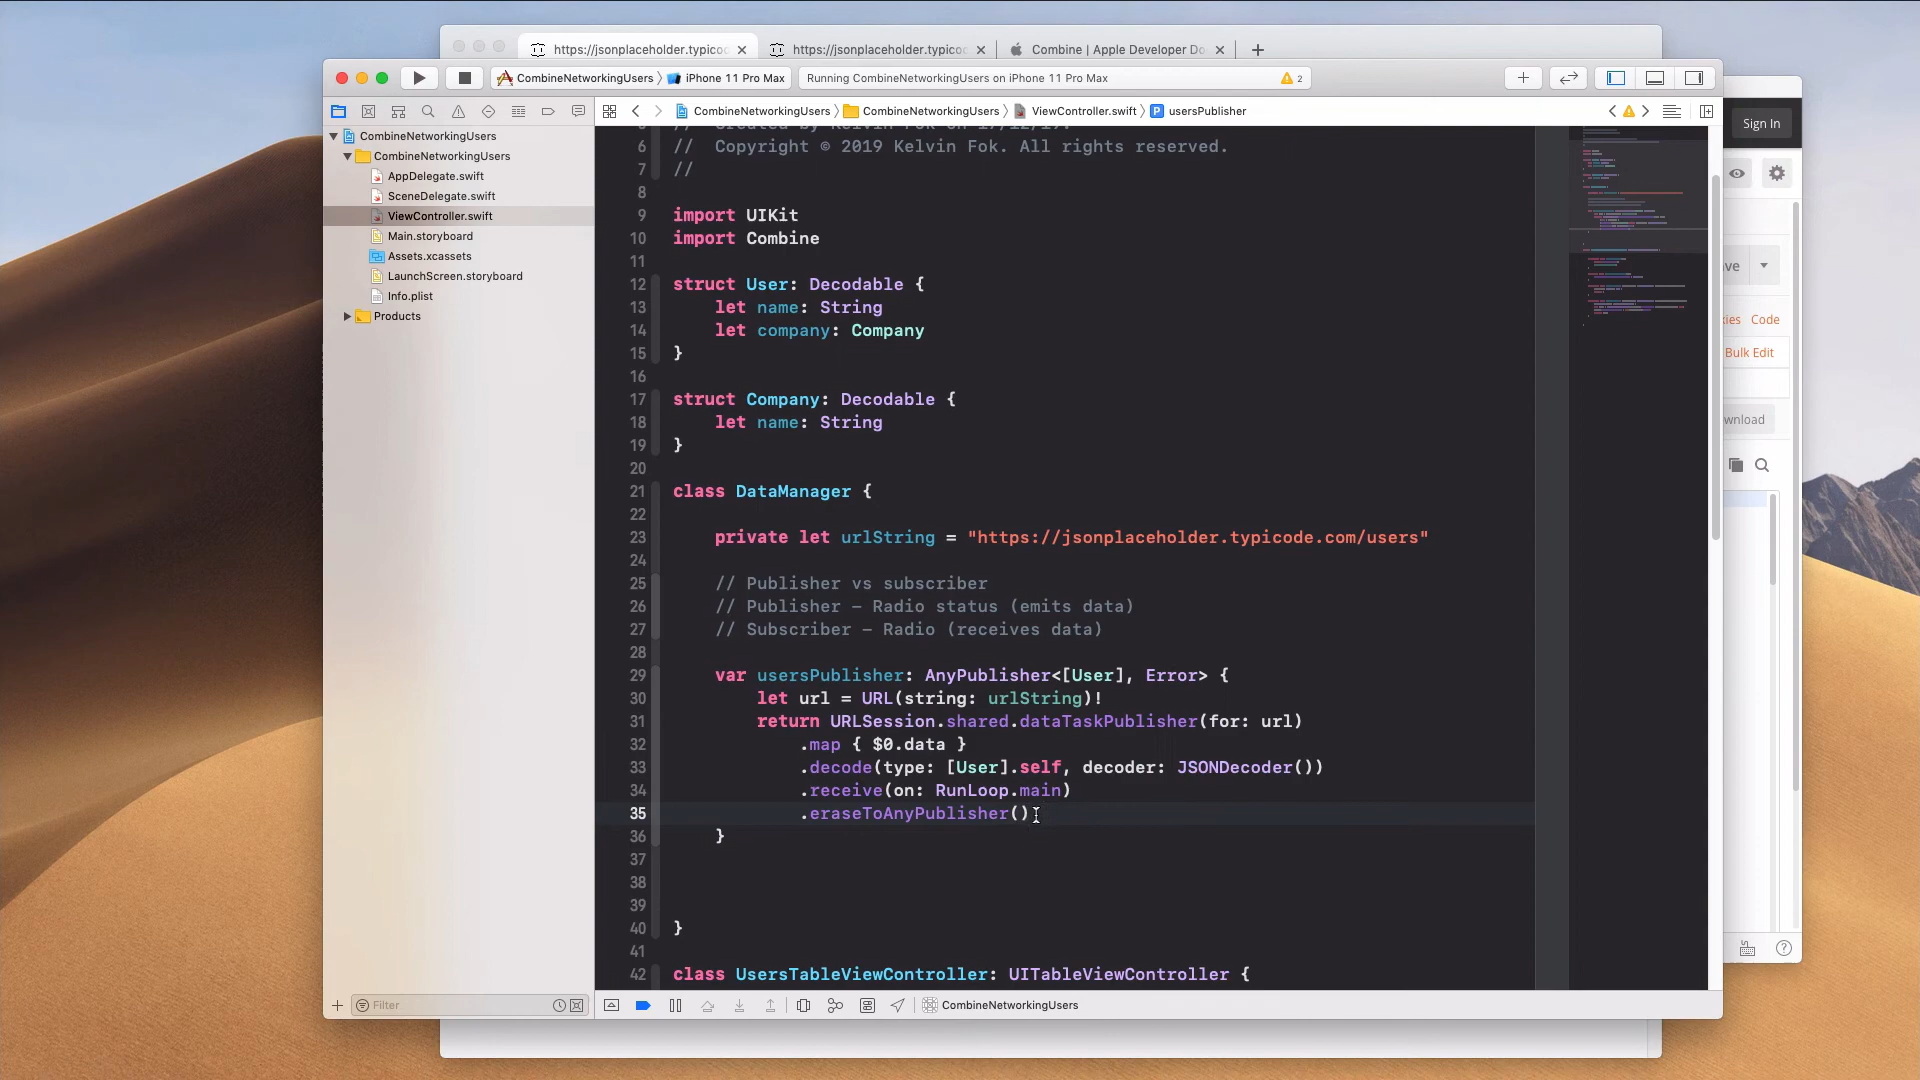 https://jsonplaceholder.typico
https://jsonplaceholder.typico
Combine | Apple Developer Do
CombineNetworkingUsers
iPhone 11 Pro Max
Running CombineNetworkingUsers on iPhone 11 Pro Max
2
CombineNetworkingUsers
CombineNetworkingUsers
ViewController.swift
P
usersPublisher
Sign In
CombineNetworkingUsers
CombineNetworkingUsers
AppDelegate.swift
SceneDelegate.swift
ViewController.swift
Main.storyboard
Assets.xcassets
LaunchScreen.storyboard
Info.plist
Products
6 //  Copyright © 2019 Kelvin Fok. All rights reserved.
7 //
8
9 import UIKit
10 import Combine
11
12 struct User: Decodable {
13     let name: String
14     let company: Company
15 }
16
17 struct Company: Decodable {
18     let name: String
19 }
20
21 class DataManager {
22
23     private let urlString = "https://jsonplaceholder.typicode.com/users"
24
25     // Publisher vs subscriber
26     // Publisher – Radio status (emits data)
27     // Subscriber – Radio (receives data)
28
29     var usersPublisher: AnyPublisher<[User], Error> {
30         let url = URL(string: urlString)!
31         return URLSession.shared.dataTaskPublisher(for: url)
32             .map { $0.data }
33             .decode(type: [User].self, decoder: JSONDecoder())
34             .receive(on: RunLoop.main)
35             .eraseToAnyPublisher()
36     }
37
38
39
40 }
41
42 class UsersTableViewController: UITableViewController {
ve
kies
Code
Bulk Edit
wnload
Filter
CombineNetworkingUsers